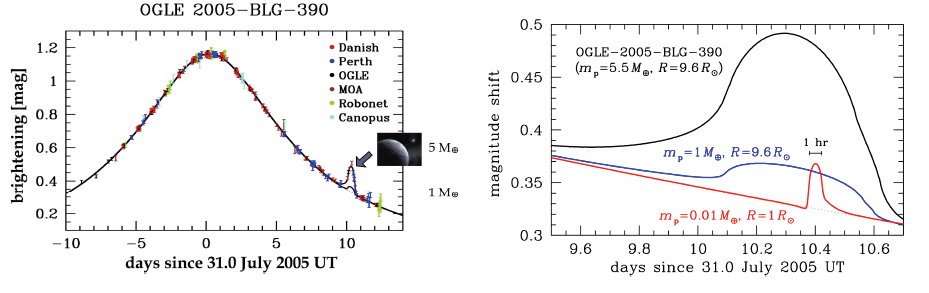 OGLE 2005-BLG-390
brightening [mag]
1.2
1.0
0.8
0.6
0.4
0.2
Danish
Perth
OGLE
MOA
Robonet
Canopus
5 M⊕
1 M⊕
−10 −5 0 5 10
days since 31.0 July 2005 UT
magnitude shift
0.5
0.45
0.4
0.35
0.3
OGLE-2005-BLG-390
(mp=5.5M⊕, R=9.6R⊙)
1 hr
mp=1M⊕, R=9.6R⊙
mp=0.01M⊕, R=1R⊙
9.6 9.8 10 10.2 10.4 10.6
days since 31.0 July 2005 UT